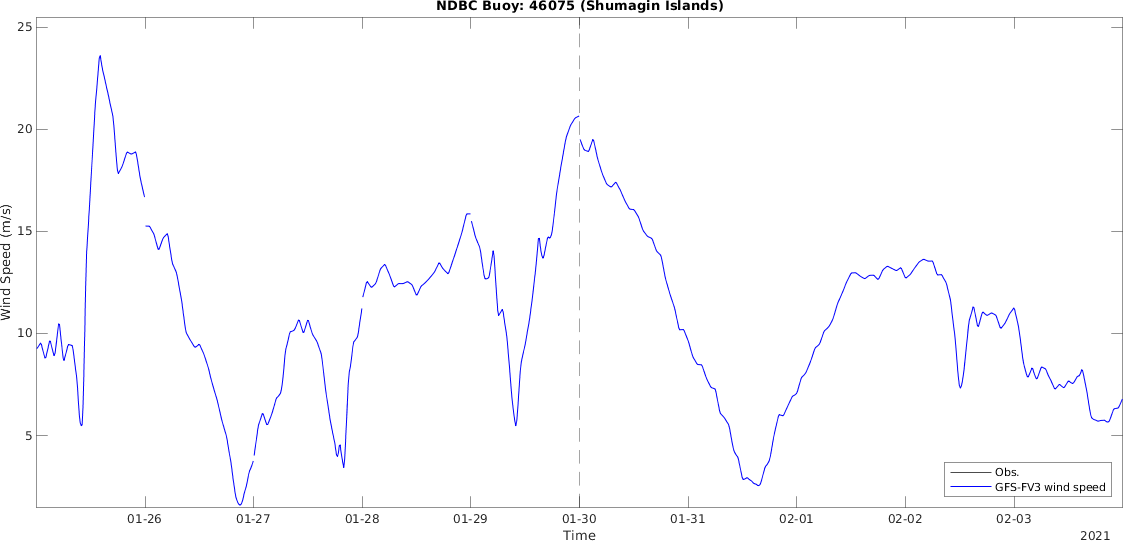 NDBC Buoy: 46075 (Shumagin Islands)
25
20
15
10
5
Wind Speed (m/s)
Obs.
GFS-FV3 wind speed
01-26 01-27 01-28 01-29 01-30 01-31 02-01 02-02 02-03
Time
2021